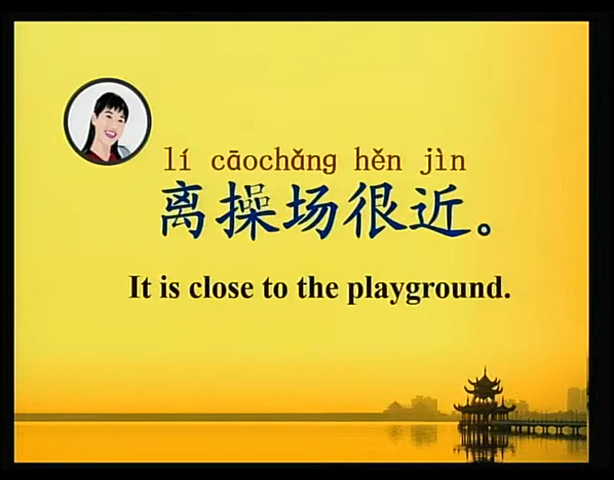 lí cāochǎng hěn jìn
离操场很近。
It is close to the playground.